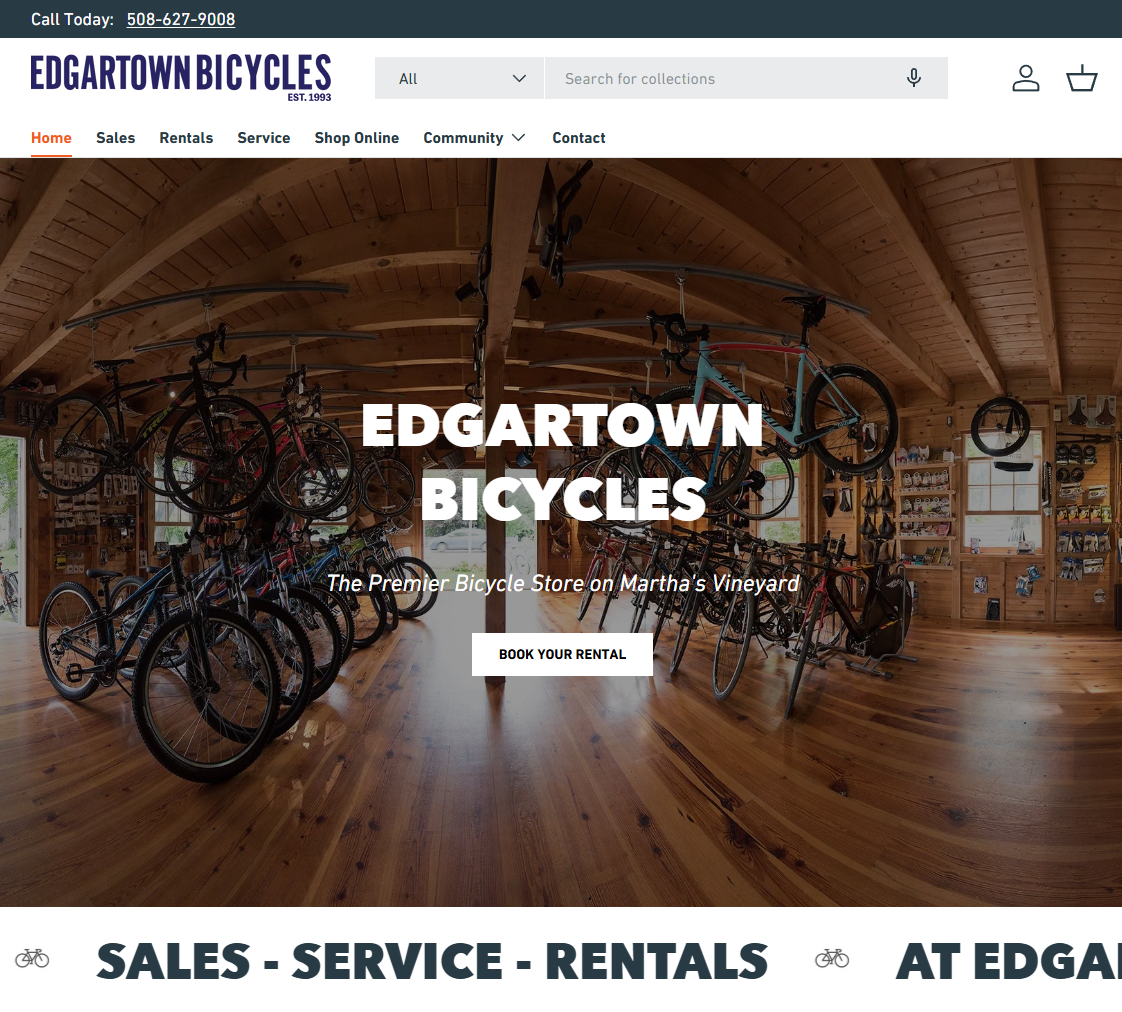 Call Today: 508-627-9008
EDGARTOWN BICYCLES
EST. 1993
All
Search for collections
Home Sales Rentals Service Shop Online Community Contact
EDGARTOWN
BICYCLES
The Premier Bicycle Store on Martha's Vineyard
BOOK YOUR RENTAL
SALES - SERVICE - RENTALS AT EDGA